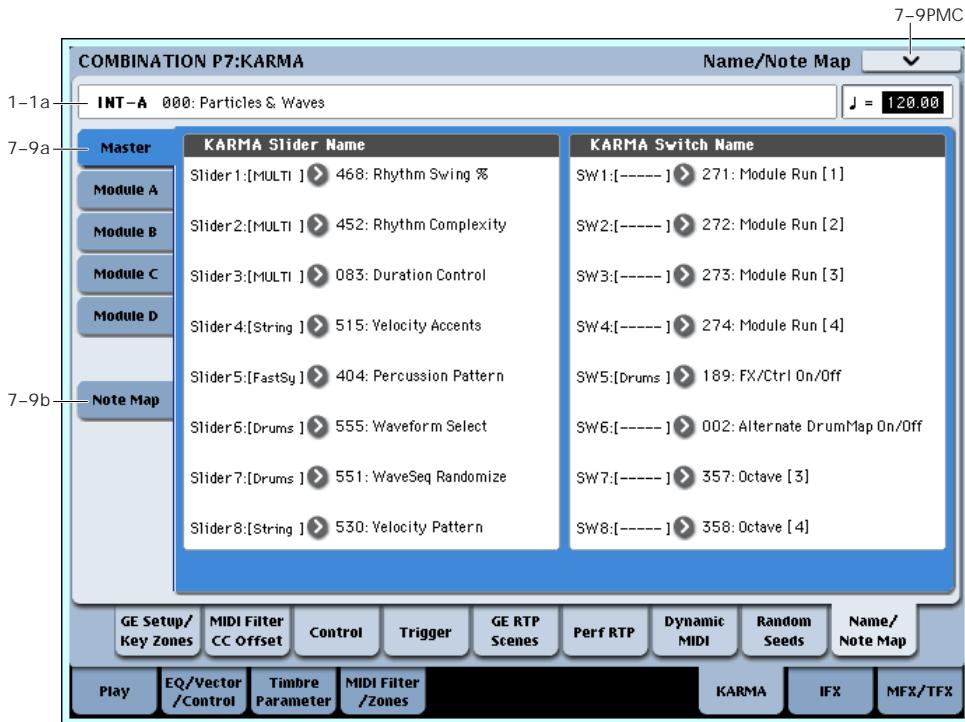 7–9PMC
COMBINATION P7:KARMA
Name/Note Map
1–1a
INT-A 000: Particles & Waves
♩ = 120.00
7–9a
Master
Module A
Module B
Module C
Module D
7–9b
Note Map
KARMA Slider Name
Slider1:[MULTI ] 468: Rhythm Swing %
Slider2:[MULTI ] 452: Rhythm Complexity
Slider3:[MULTI ] 083: Duration Control
Slider4:[String ] 515: Velocity Accents
Slider5:[FastSy ] 404: Percussion Pattern
Slider6:[Drums ] 555: Waveform Select
Slider7:[Drums ] 551: WaveSeq Randomize
Slider8:[String ] 530: Velocity Pattern
KARMA Switch Name
SW1:[----- ] 271: Module Run [1]
SW2:[----- ] 272: Module Run [2]
SW3:[----- ] 273: Module Run [3]
SW4:[----- ] 274: Module Run [4]
SW5:[Drums ] 189: FX/Ctrl On/Off
SW6:[----- ] 002: Alternate DrumMap On/Off
SW7:[----- ] 357: Octave [3]
SW8:[----- ] 358: Octave [4]
GE Setup/
Key Zones
MIDI Filter
CC Offset
Control
Trigger
GE RTP
Scenes
Perf RTP
Dynamic
MIDI
Random
Seeds
Name/
Note Map
Play
EQ/Vector
/Control
Timbre
Parameter
MIDI Filter
/Zones
KARMA
IFX
MFX/TFX